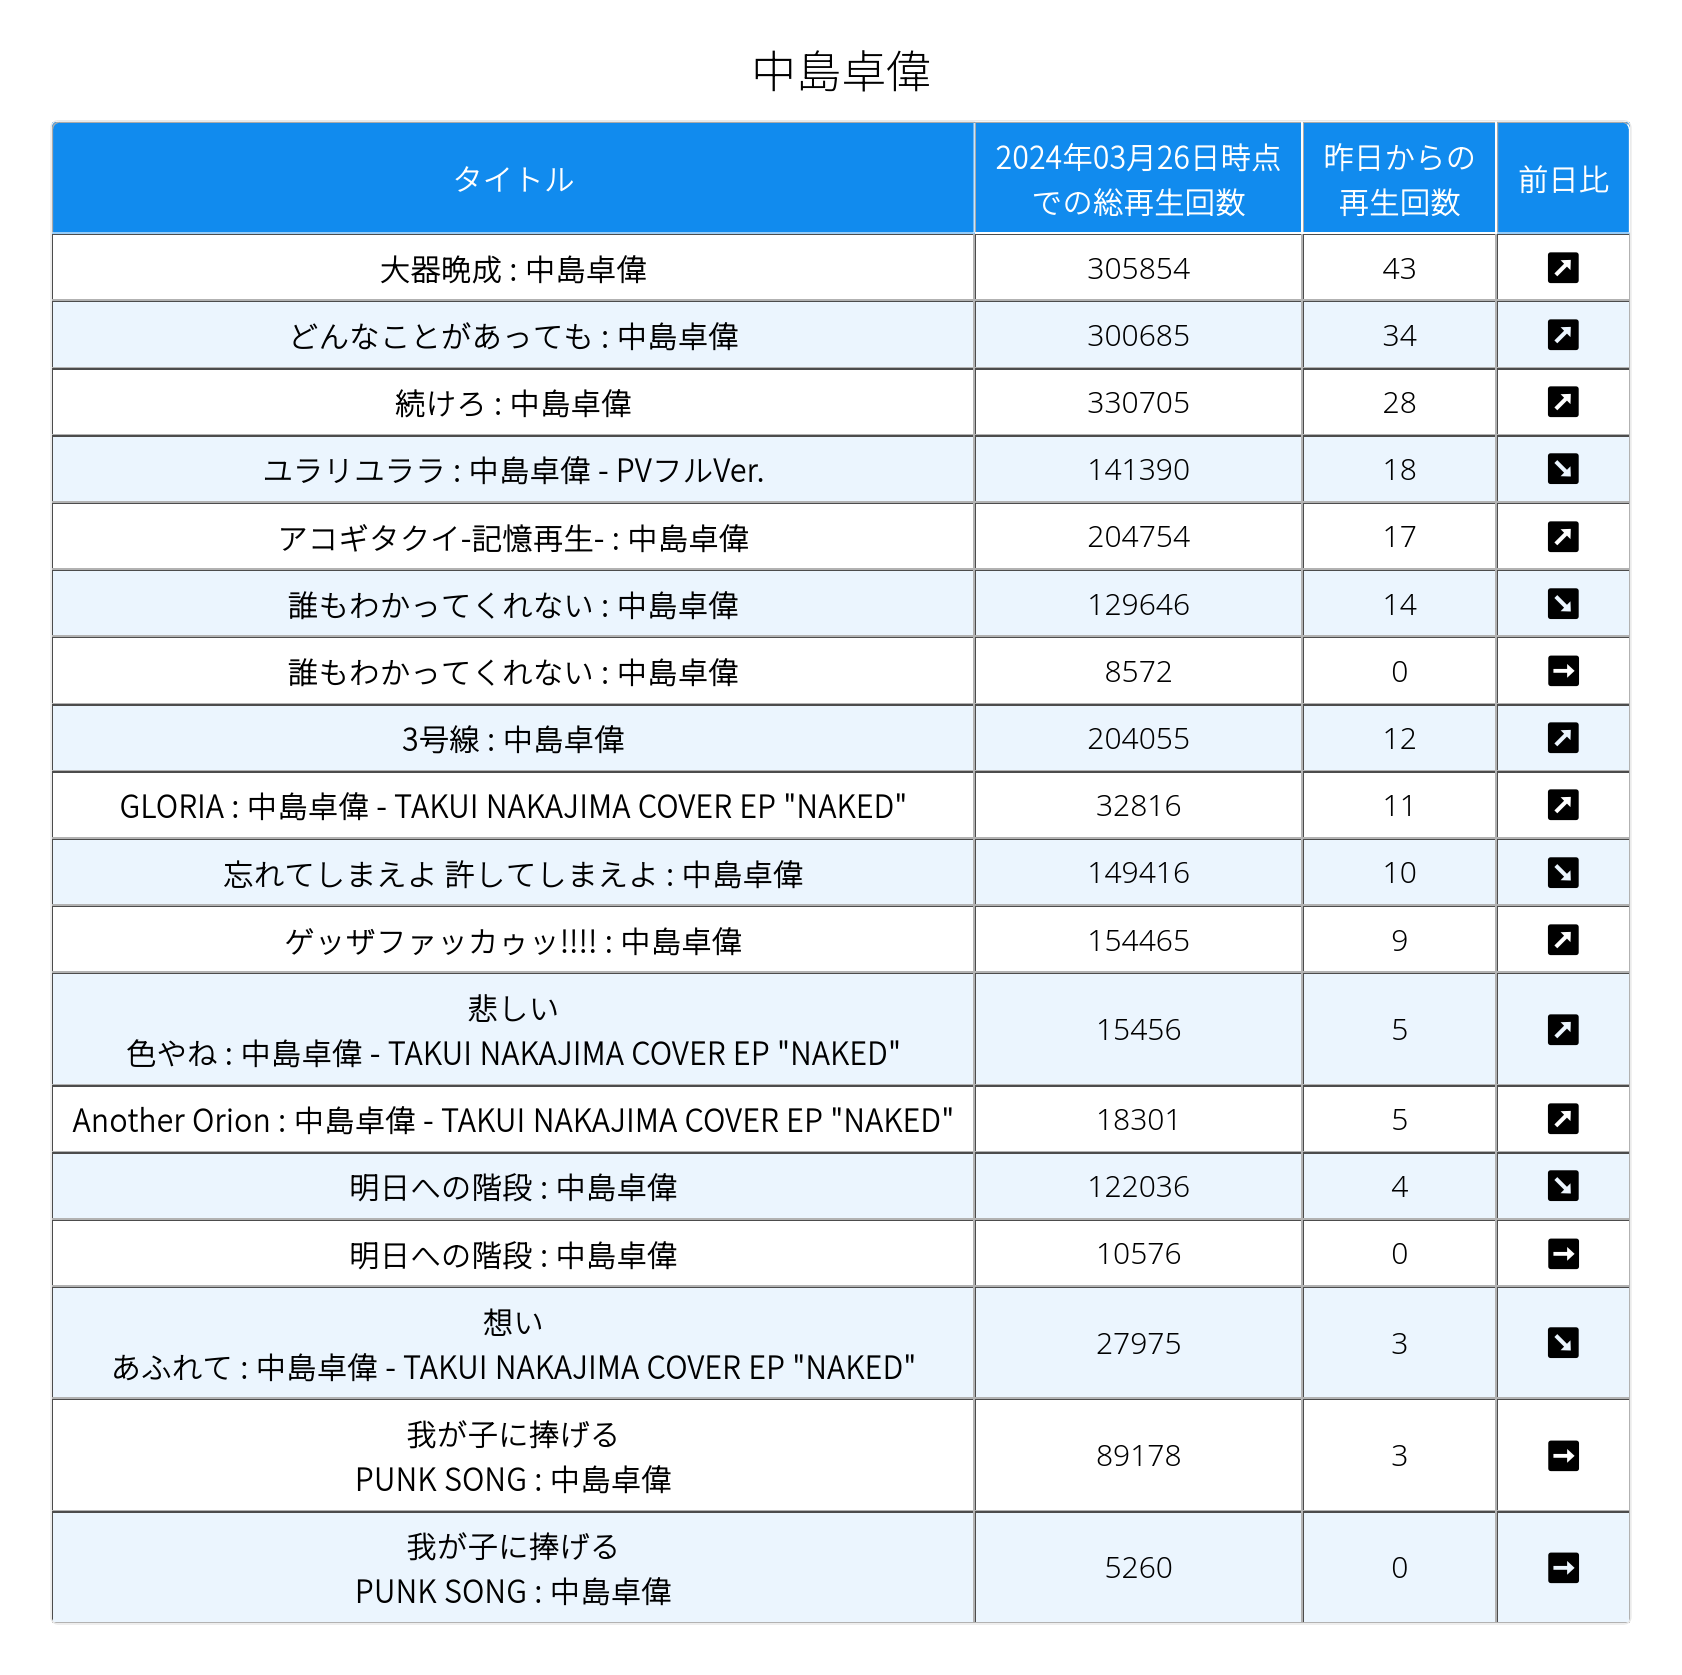 中島卓偉
タイトル
2024年03月26日時点
での総再生回数
昨日からの
再生回数
前日比
大器晩成 : 中島卓偉 305854 43
どんなことがあっても : 中島卓偉 300685 34
続けろ : 中島卓偉 330705 28
ユラリユララ : 中島卓偉 - PVフルVer. 141390 18
アコギタクイ-記憶再生- : 中島卓偉 204754 17
誰もわかってくれない : 中島卓偉 129646 14
誰もわかってくれない : 中島卓偉 8572 0
3号線 : 中島卓偉 204055 12
GLORIA : 中島卓偉 - TAKUI NAKAJIMA COVER EP "NAKED" 32816 11
忘れてしまえよ 許してしまえよ : 中島卓偉 149416 10
ゲッザファッカゥッ!!!! : 中島卓偉 154465 9
悲しい
色やね : 中島卓偉 - TAKUI NAKAJIMA COVER EP "NAKED" 15456 5
Another Orion : 中島卓偉 - TAKUI NAKAJIMA COVER EP "NAKED" 18301 5
明日への階段 : 中島卓偉 122036 4
明日への階段 : 中島卓偉 10576 0
想い
あふれて : 中島卓偉 - TAKUI NAKAJIMA COVER EP "NAKED" 27975 3
我が子に捧げる
PUNK SONG : 中島卓偉 89178 3
我が子に捧げる
PUNK SONG : 中島卓偉 5260 0